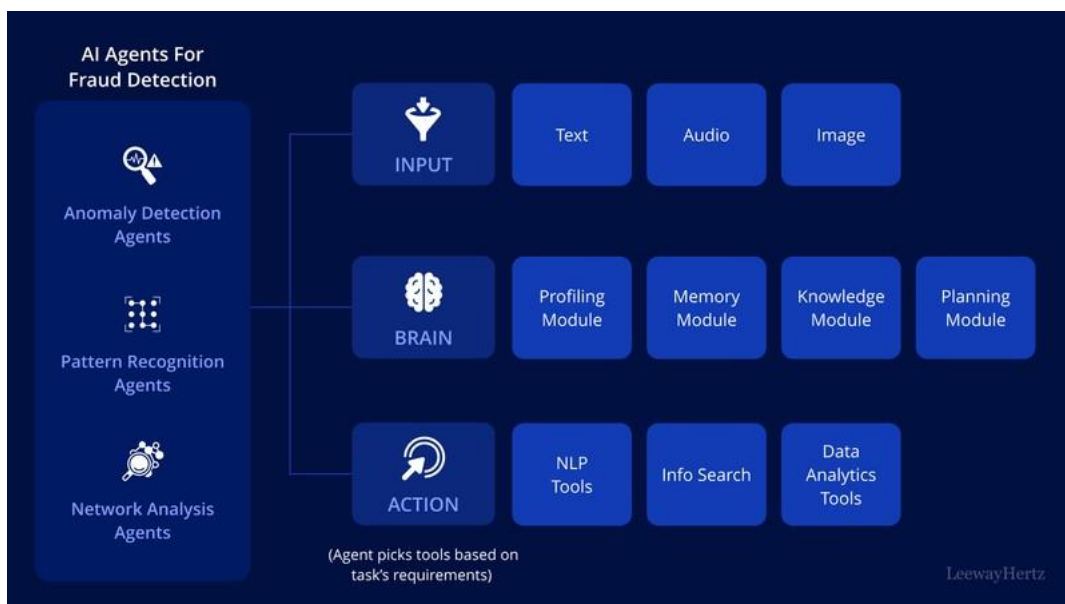 AI Agents For
Fraud Detection
Anomaly Detection
Agents
Pattern Recognition
Agents
Network Analysis
Agents
INPUT
Text
Audio
Image
BRAIN
Profiling
Module
Memory
Module
Knowledge
Module
Planning
Module
ACTION
NLP
Tools
Info Search
Data
Analytics
Tools
(Agent picks tools based on
task's requirements)
LeewayHertz